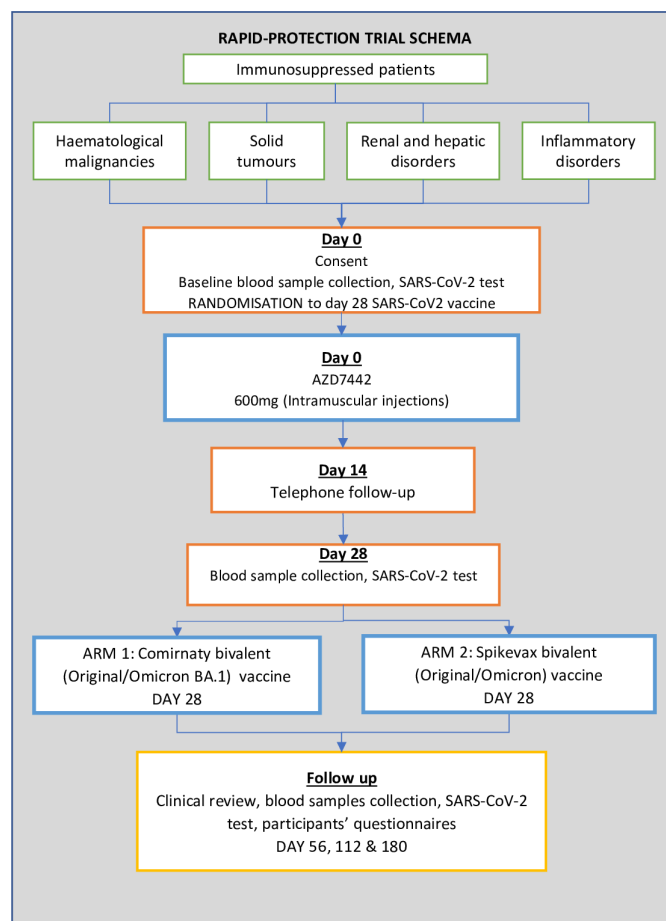 RAPID-PROTECTION TRIAL SCHEMA
Immunosuppressed patients
Haematological
malignancies
Solid
tumours
Renal and hepatic
disorders
Inflammatory
disorders
Day 0
Consent
Baseline blood sample collection, SARS-CoV-2 test
RANDOMISATION to day 28 SARS-CoV2 vaccine
Day 0
AZD7442
600mg (Intramuscular injections)
Day 14
Telephone follow-up
Day 28
Blood sample collection, SARS-CoV-2 test
ARM 1: Comirnaty bivalent
(Original/Omicron BA.1) vaccine
DAY 28
ARM 2: Spikevax bivalent
(Original/Omicron) vaccine
DAY 28
Follow up
Clinical review, blood samples collection, SARS-CoV-2
test, participants’ questionnaires
DAY 56, 112 & 180